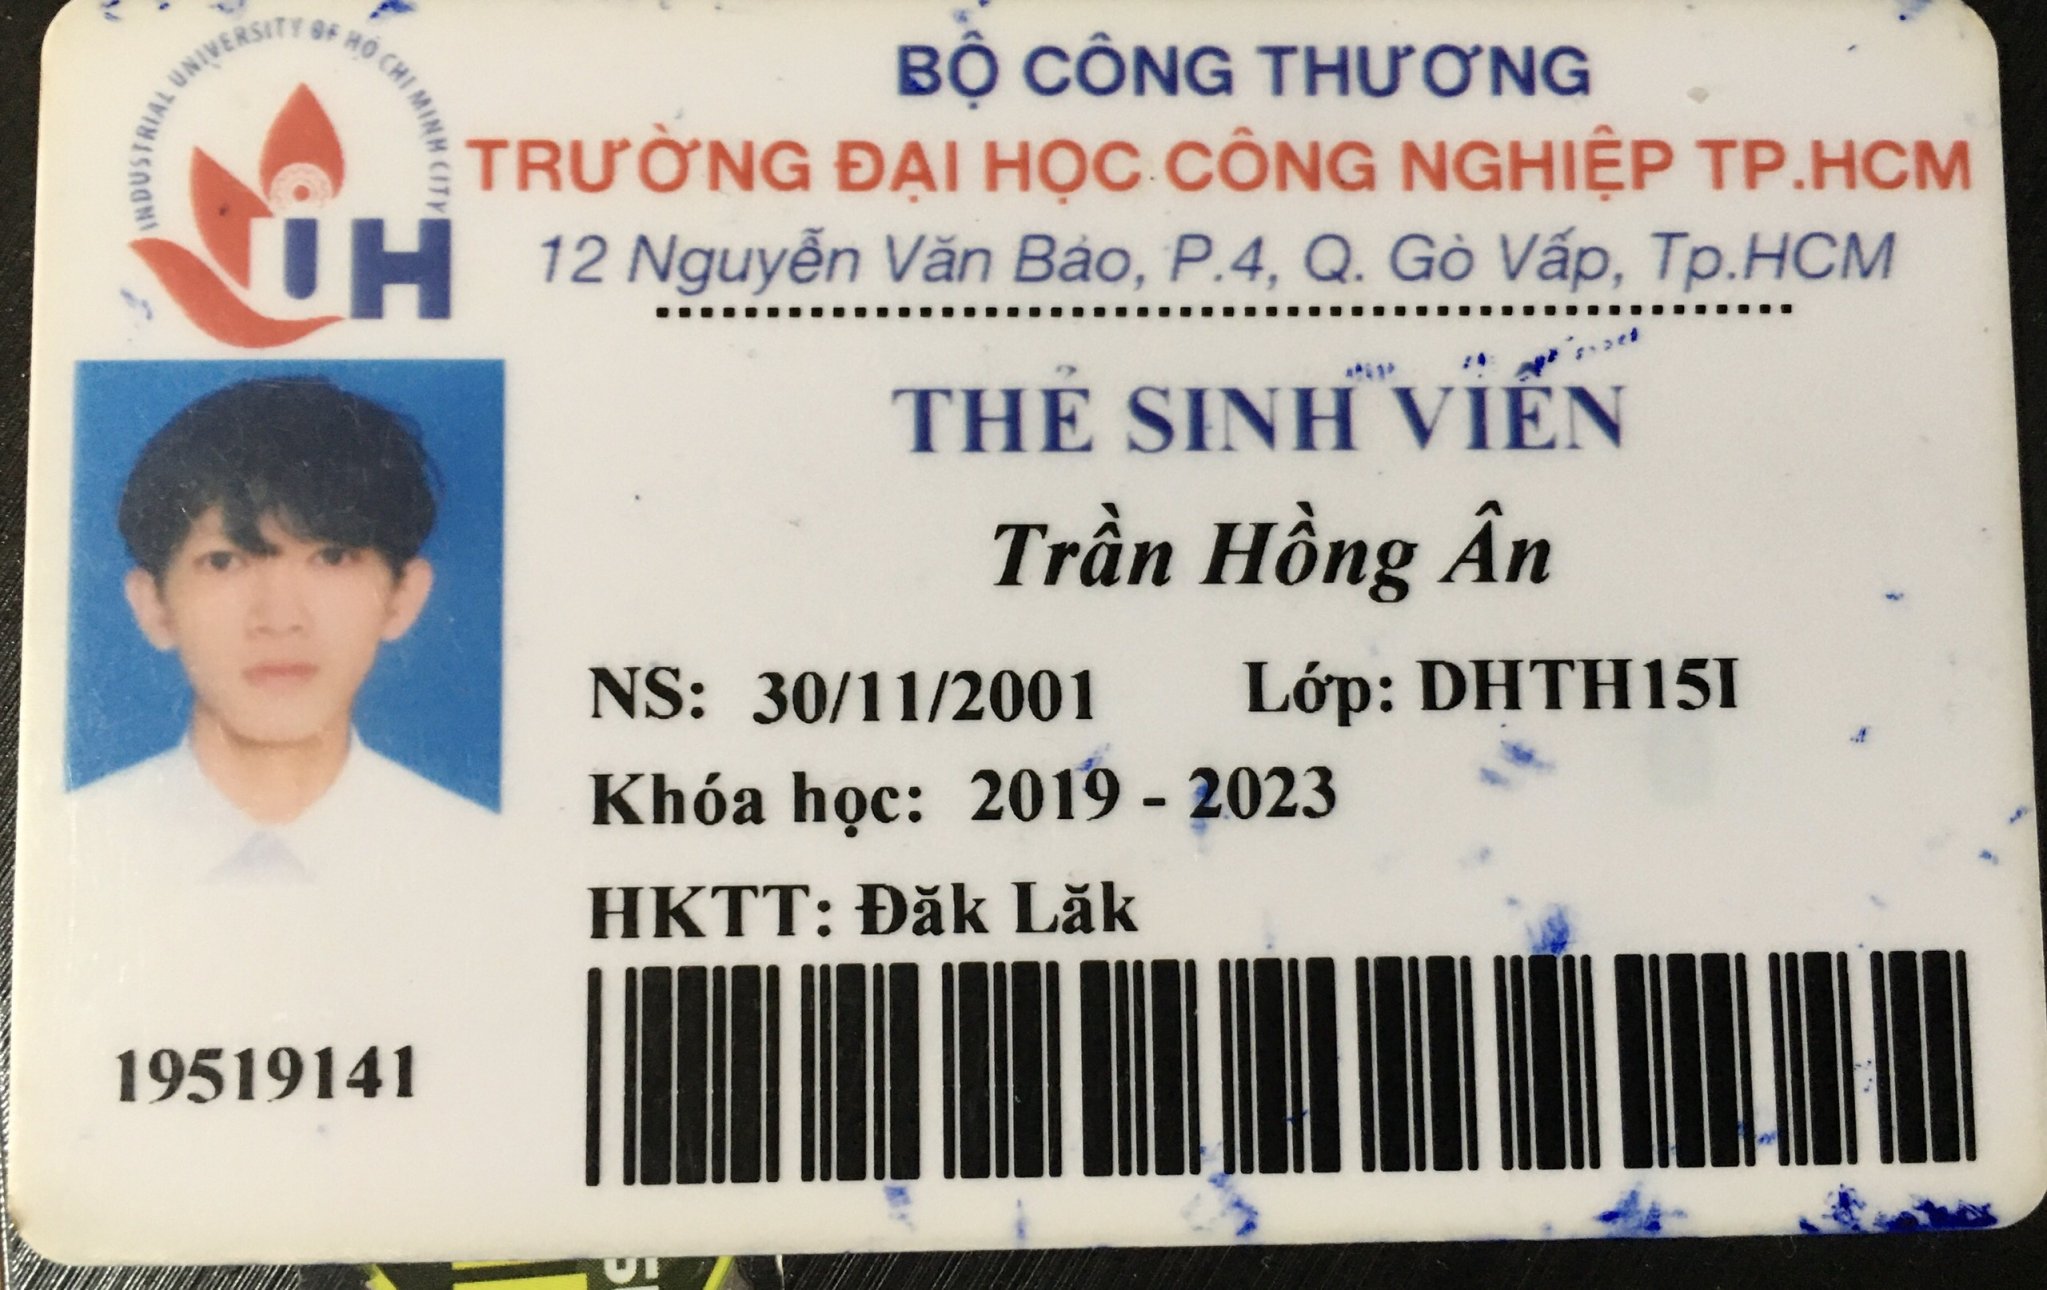 INDUSTRIAL UNIVERSITY OF HO CHI MINH CITY
IUH
BỘ CÔNG THƯƠNG
TRƯỜNG ĐẠI HỌC CÔNG NGHIỆP TP.HCM
12 Nguyễn Văn Bảo, P.4, Q. Gò Vấp, Tp.HCM
THẺ SINH VIÊN
Trần Hồng Ân
NS: 30/11/2001 Lớp: DHTH15I
Khóa học: 2019 - 2023
HKTT: Đăk Lăk
19519141